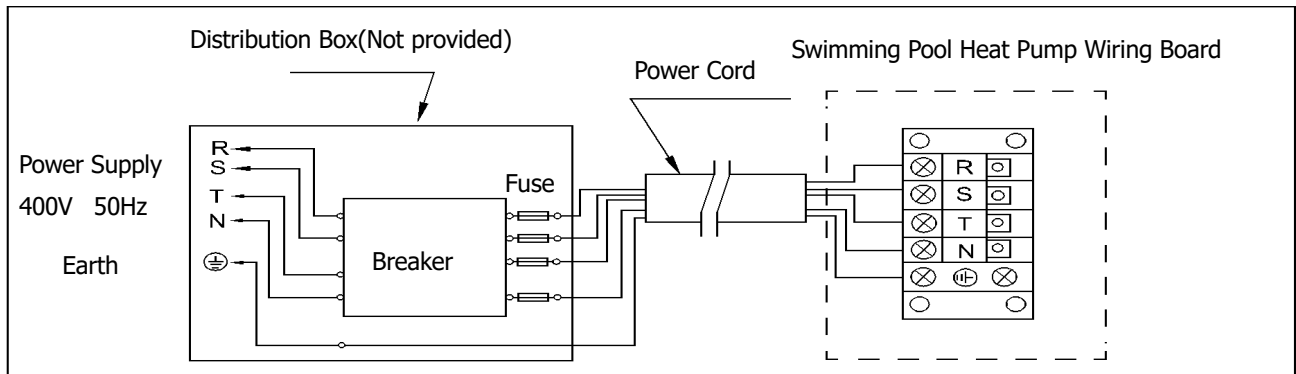 Distribution Box(Not provided)
Swimming Pool Heat Pump Wiring Board
Power Cord
Power Supply
400V 50Hz
Earth
R
S
T
N
Fuse
Breaker
R
S
T
N